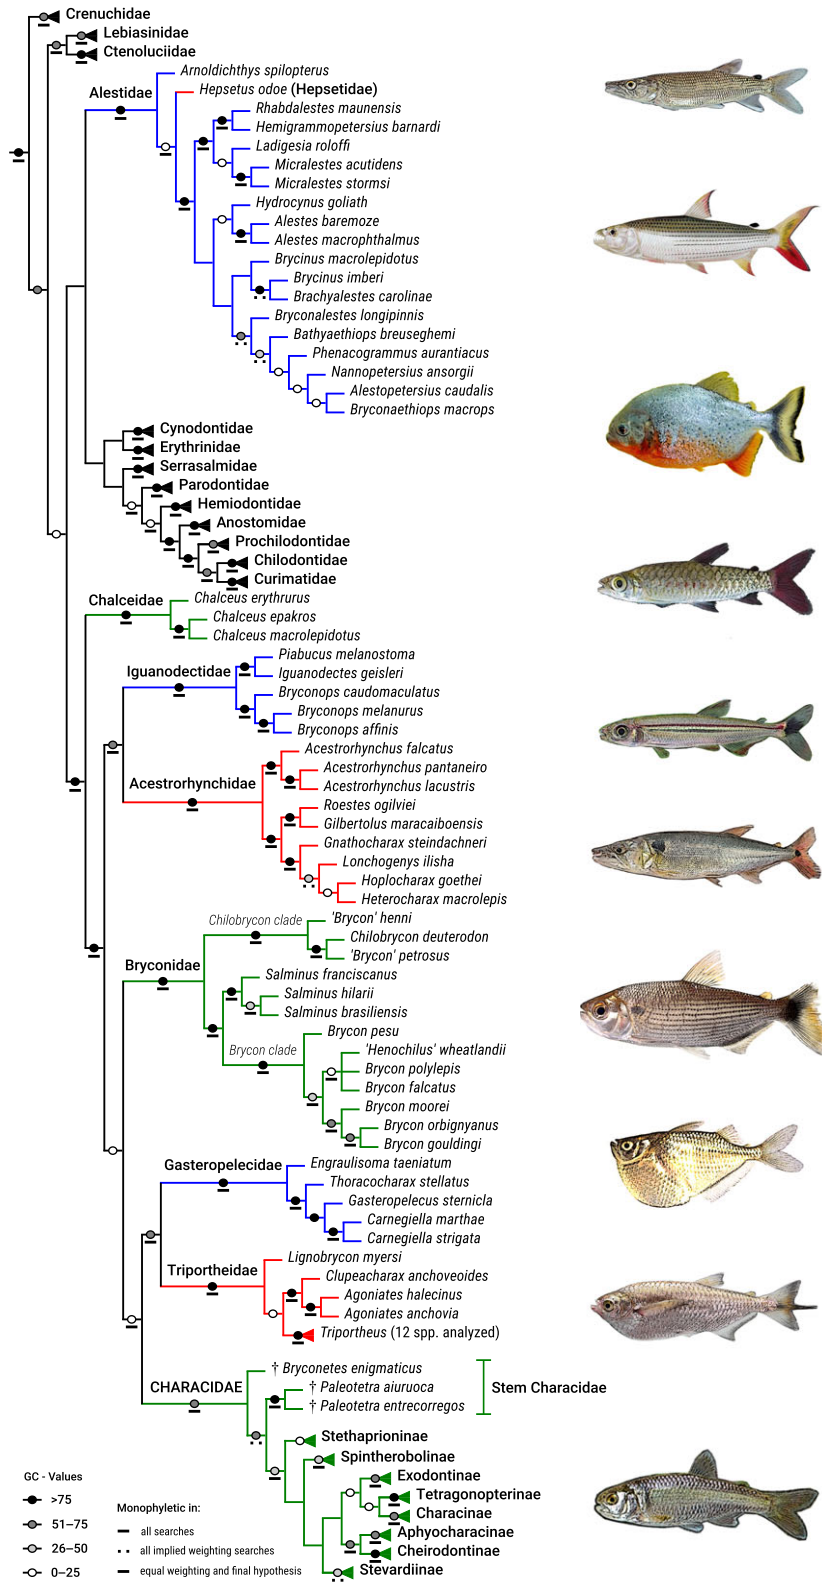 Crenuchidae
Lebiasinidae
Ctenoluciidae
Arnoldichthys spilopterus
Alestidae
Hepsetus odoe (Hepsetidae)
Rhabdalestes maunensis
Hemigrammopetersius barnardi
Ladigesia roloffi
Micralestes acutidens
Micralestes stormsi
Hydrocynus goliath
Alestes baremoze
Alestes macrophthalmus
Brycinus macrolepidotus
Brycinus imberi
Brachyalestes carolinae
Bryconalestes longipinnis
Bathyaethiops breuseghemi
Phenacogrammus aurantiacus
Nannopetersius ansorgii
Alestopetersius caudalis
Bryconaethiops macrops
Cynodontidae
Erythrinidae
Serrasalmidae
Parodontidae
Hemiodontidae
Anostomidae
Prochilodontidae
Chilodontidae
Curimatidae
Chalceidae
Chalceus erythrurus
Chalceus epakros
Chalceus macrolepidotus
Piabucus melanostoma
Iguanodectidae
Iguanodectes geisleri
Bryconops caudomaculatus
Bryconops melanurus
Bryconops affinis
Acestrorhynchus falcatus
Acestrorhynchus pantaneiro
Acestrorhynchidae
Acestrorhynchus lacustris
Roestes ogilviei
Gilbertolus maracaiboensis
Gnathocharax steindachneri
Lonchogenys ilisha
Hoplocharax goethei
Heterocharax macrolepis
Chilobrycon clade
'Brycon' henni
Chilobrycon deuterodon
'Brycon' petrosus
Bryconidae
Salminus franciscanus
Salminus hilarii
Salminus brasiliensis
Brycon pesu
Brycon clade
'Henochilus' wheatlandii
Brycon polylepis
Brycon falcatus
Brycon moorei
Brycon orbignyanus
Brycon gouldingi
Gasteropelecidae
Engraulisoma taeniatum
Thoracocharax stellatus
Gasteropelecus sternicla
Carnegiella marthae
Carnegiella strigata
Lignobrycon myersi
Triportheidae
Clupeacharax anchoveoides
Agoniates halecinus
Agoniates anchovia
Triportheus (12 spp. analyzed)
† Bryconetes enigmaticus
CHARACIDAE
† Paleotetra aiuruoca
Stem Characidae
† Paleotetra entrecorregos
Stethaprioninae
Spintherobolinae
Exodontinae
Tetragonopterinae
Characinae
Aphyocharacinae
Cheirodontinae
Stevardiinae
GC - Values
>75
51–75
26–50
0–25
Monophyletic in:
all searches
all implied weighting searches
equal weighting and final hypothesis